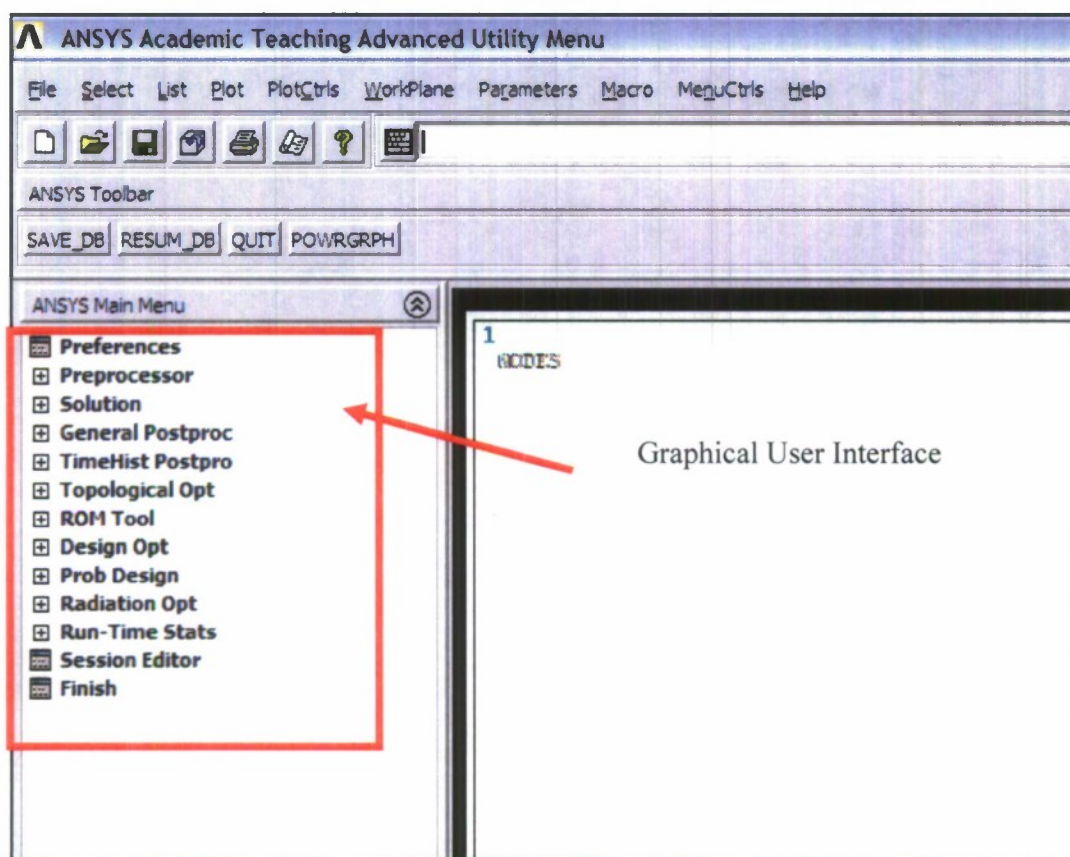 ANSYS Academic Teaching Advanced Utility Menu
File Select List Plot PlotCtrls WorkPlane Parameters Macro MenuCtrls Help
ANSYS Toolbar
SAVE_DB RESUM_DB QUIT POWRGRPH
ANSYS Main Menu
1
NODES
Preferences
Preprocessor
Solution
General Postproc
TimeHist Postpro
Topological Opt
ROM Tool
Design Opt
Prob Design
Radiation Opt
Run-Time Stats
Session Editor
Finish
Graphical User Interface